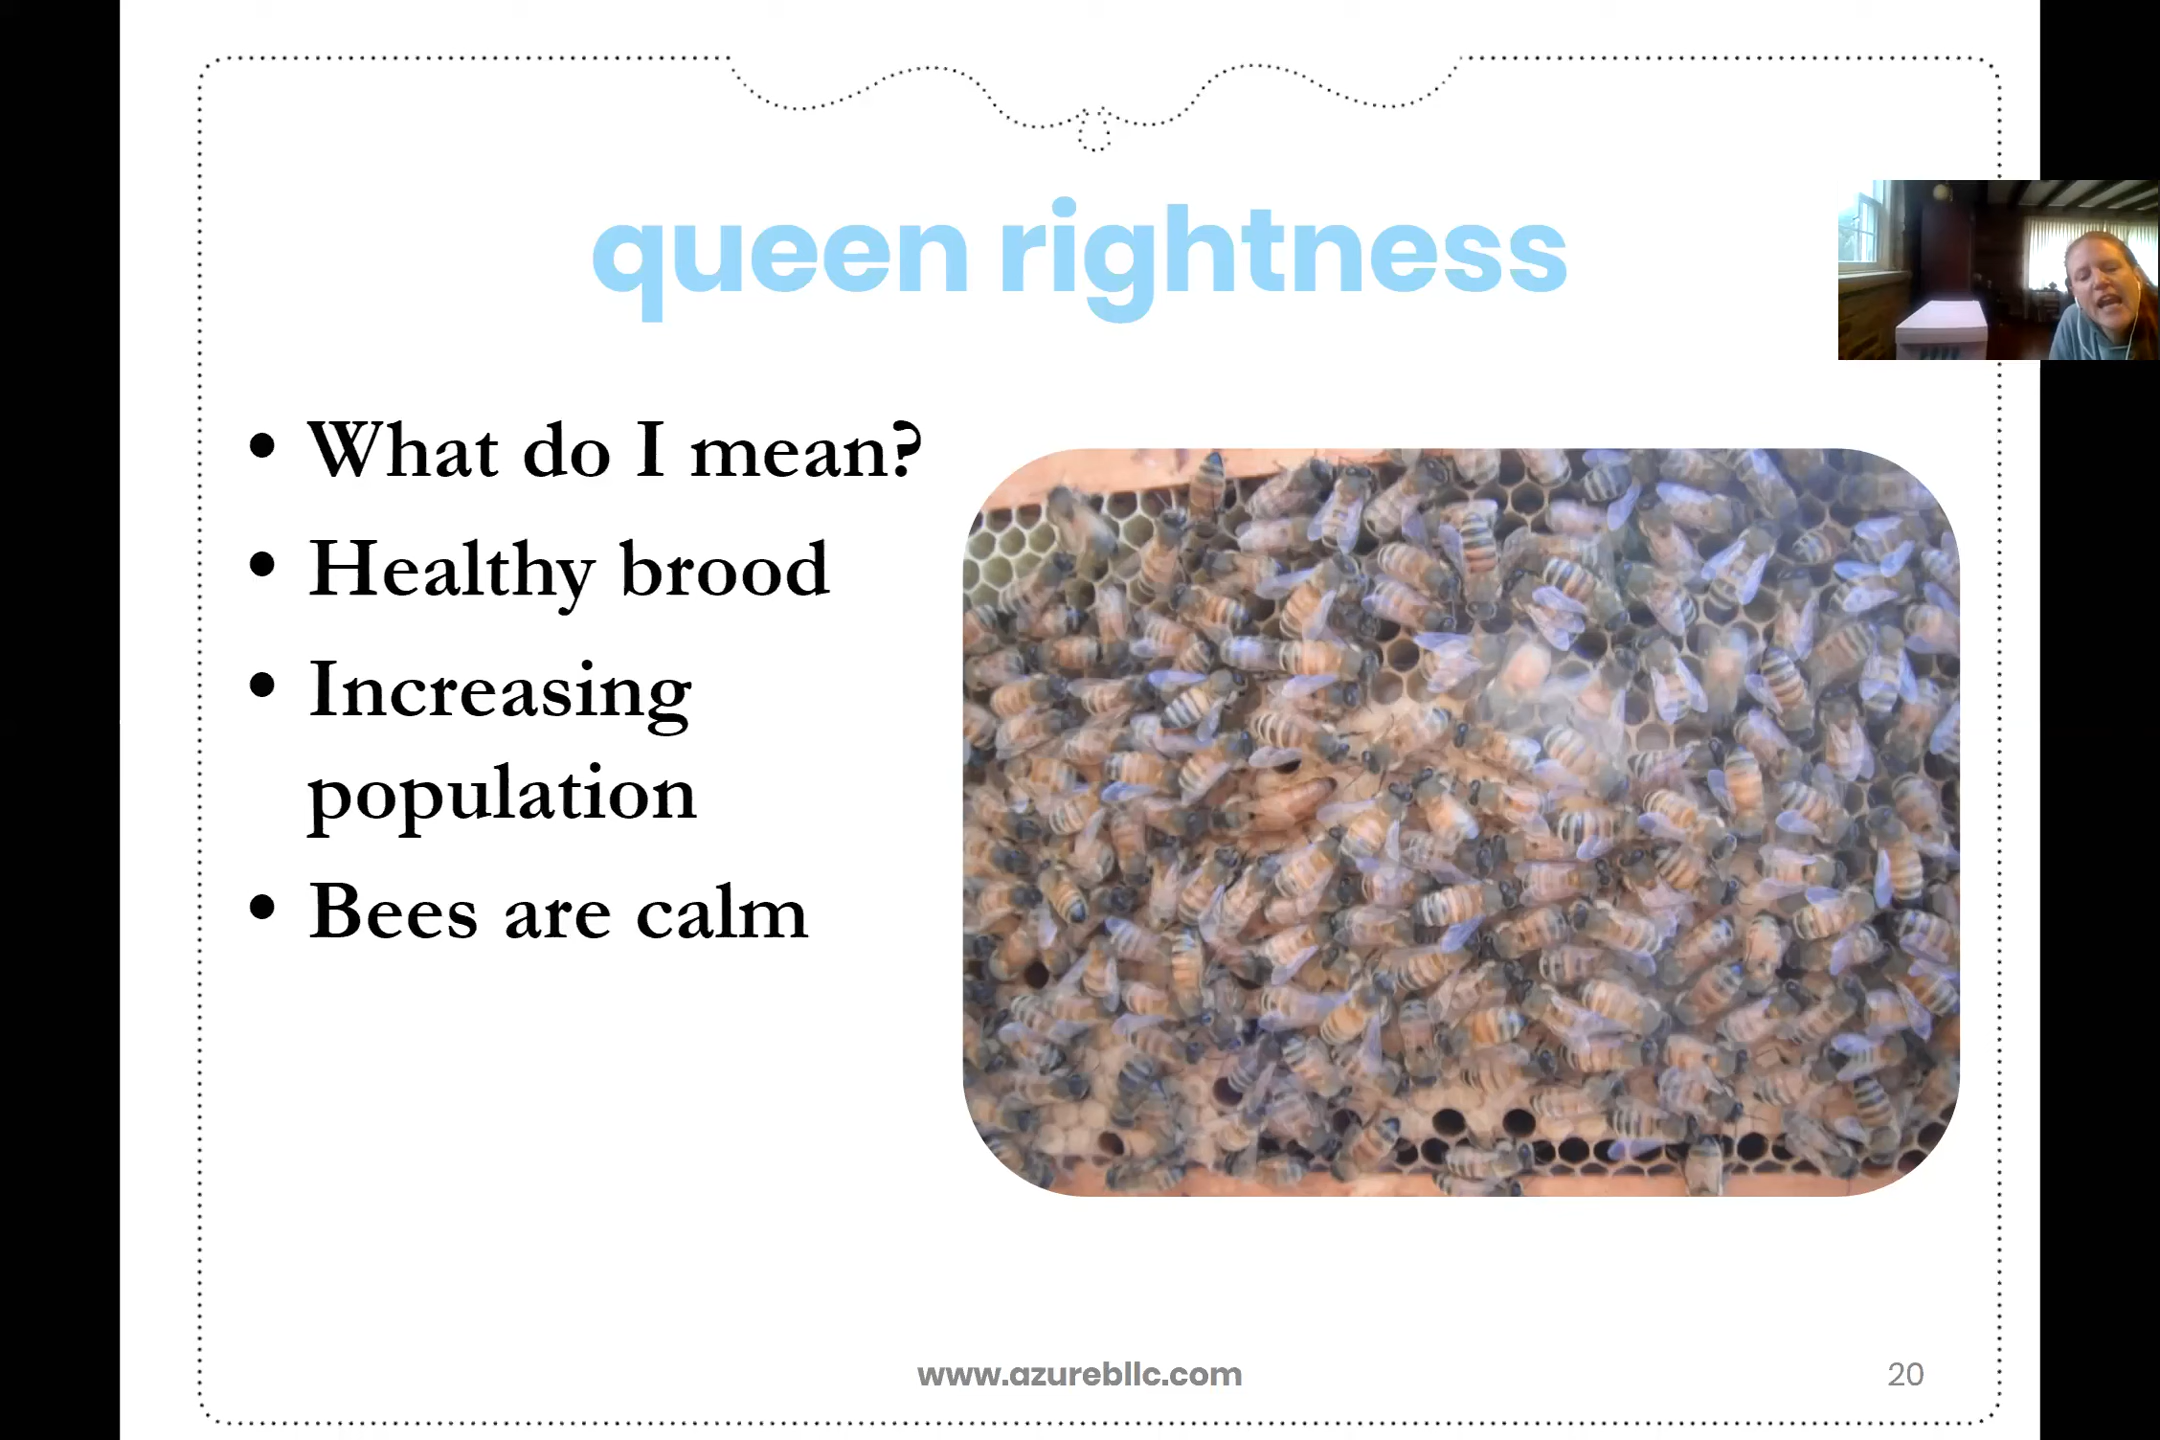 queen rightness
• What do I mean?
• Healthy brood
• Increasing
population
• Bees are calm
www.azurebllc.com
20